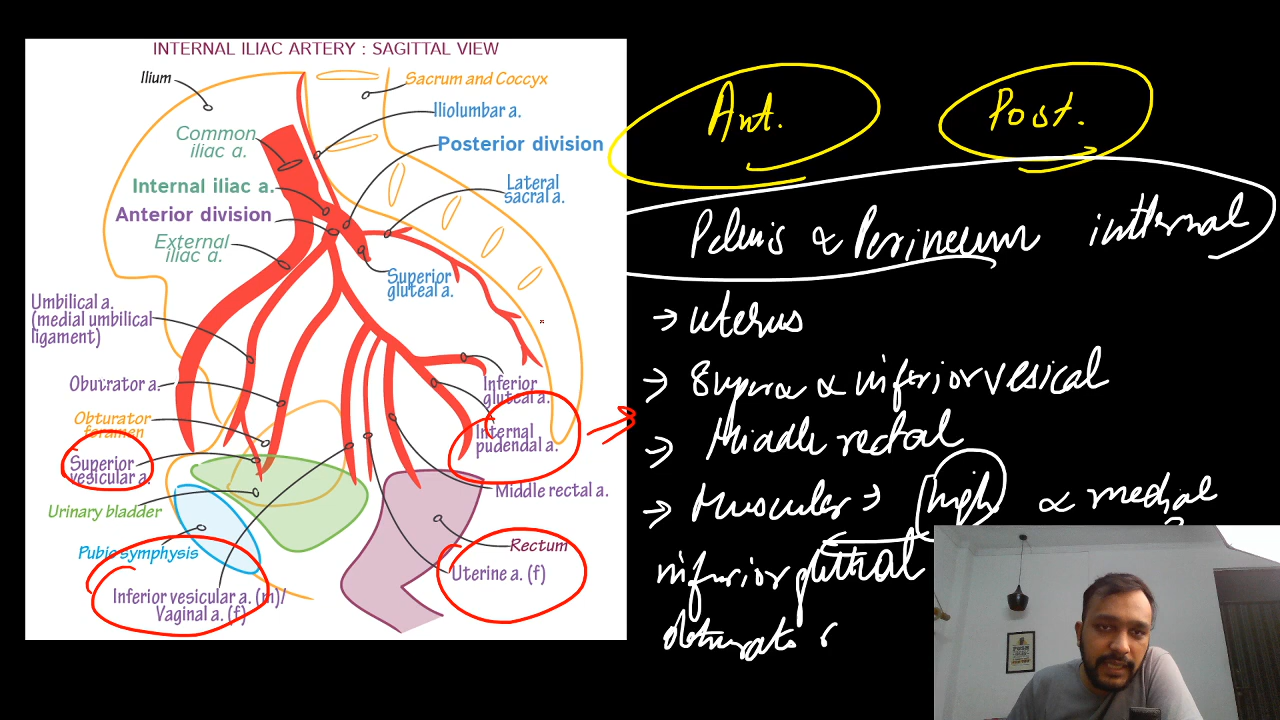 INTERNAL ILIAC ARTERY : SAGITTAL VIEW
Ilium
Sacrum and Coccyx
Iliolumbar a.
Common
iliac a.
Posterior division
Internal iliac a.
Lateral
sacral a.
Anterior division
External
iliac a.
Superior
gluteal a.
Umbilical a.
(medial umbilical
ligament)
Obutrator a.
Inferior
gluteal a.
Obturator
foramen
Internal
pudendal a.
Superior
vesicular a.
Middle rectal a.
Urinary bladder
Pubic symphysis
Rectum
Uterine a. (f)
Inferior vesicular a. (m)/
Vaginal a. (f)
Ant.
Post.
Pelvis & Perineum internal
→ uterus
→ & inferior vesical
→ Middle rectal
→ Muscular → high & medial
inferior gluteal